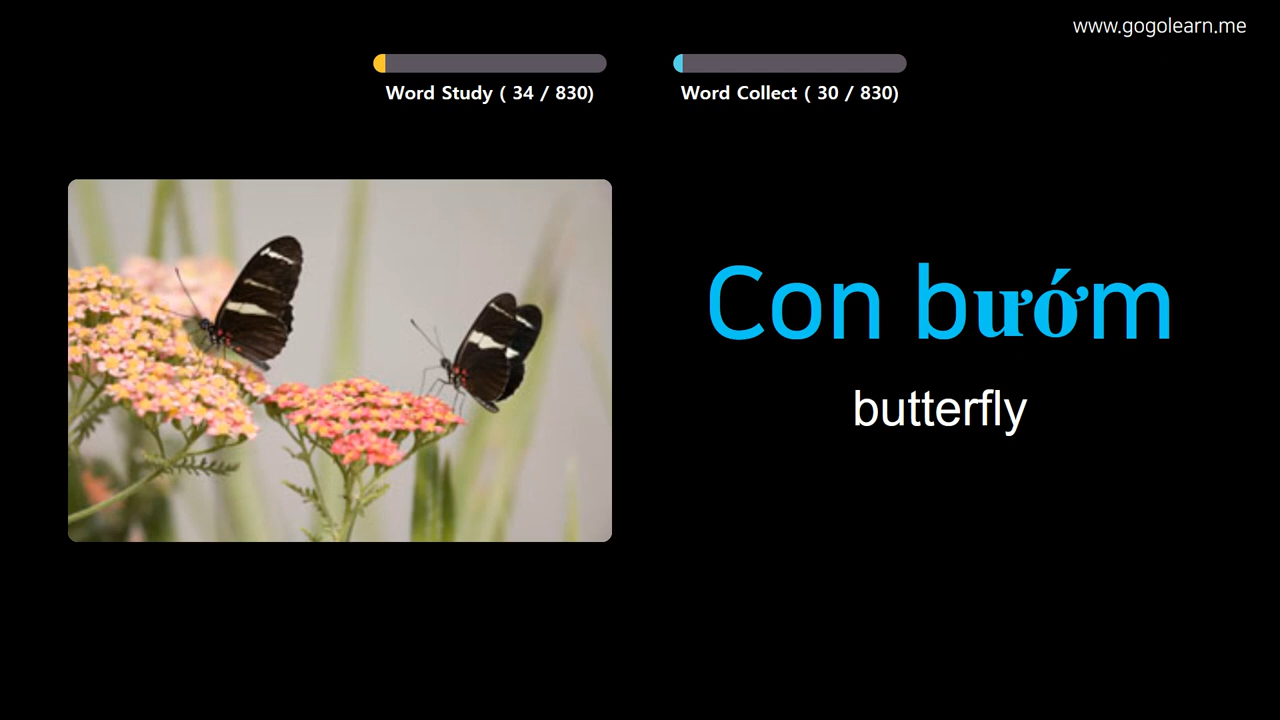 www.gogolearn.me
Word Study ( 34 / 830)
Word Collect ( 30 / 830)
Con bướm
butterfly